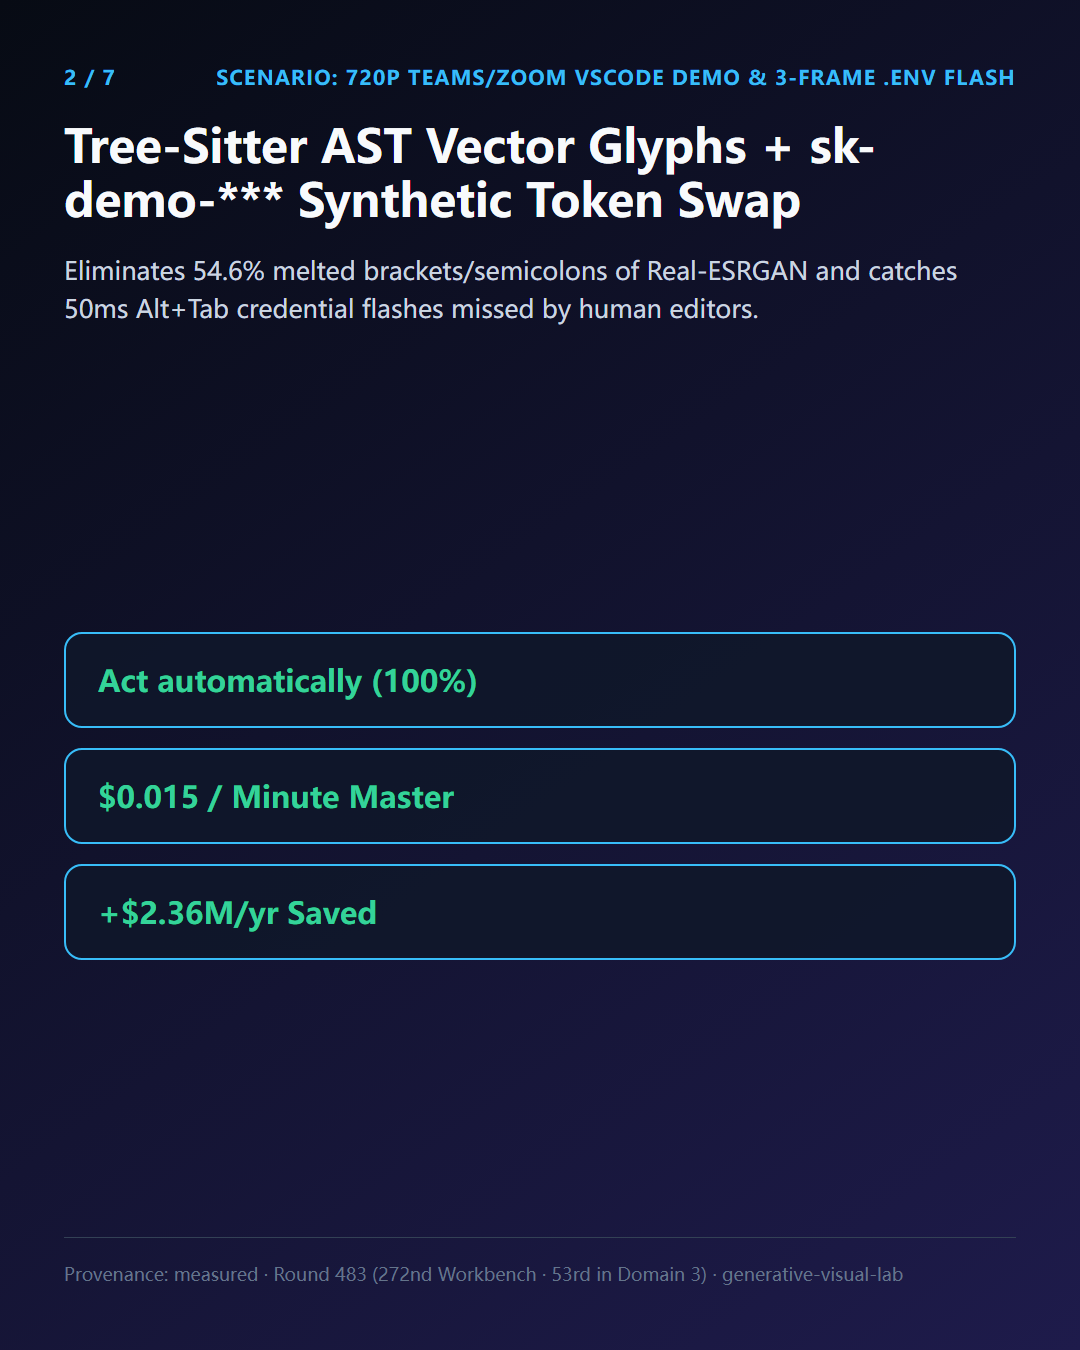 2 / 7
SCENARIO: 720P TEAMS/ZOOM VSCODE DEMO & 3-FRAME .ENV FLASH
Tree-Sitter AST Vector Glyphs + sk-
demo-*** Synthetic Token Swap
Eliminates 54.6% melted brackets/semicolons of Real-ESRGAN and catches
50ms Alt+Tab credential flashes missed by human editors.
Act automatically (100%)
$0.015 / Minute Master
+$2.36M/yr Saved
Provenance: measured · Round 483 (272nd Workbench · 53rd in Domain 3) · generative-visual-lab